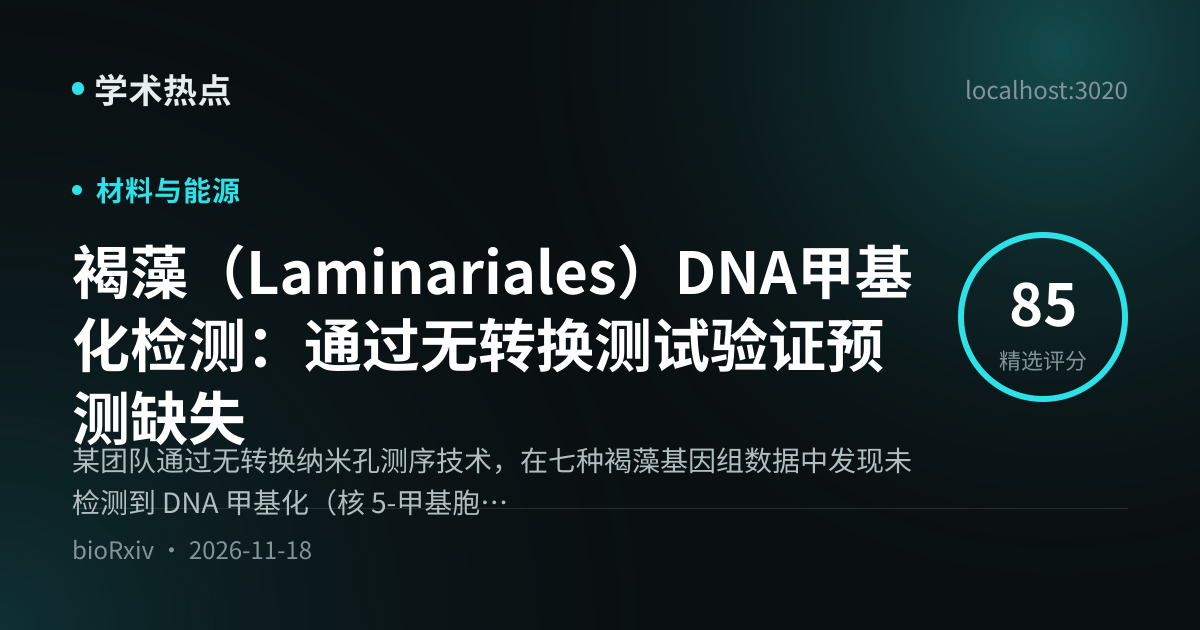 学术热点
localhost:3020
材料与能源
褐藻（Laminariales）DNA甲基
化检测：通过无转换测试验证预
测缺失
85
精选评分
某团队通过无转换纳米孔测序技术，在七种褐藻基因组数据中发现未
检测到 DNA 甲基化（核 5-甲基胞…
bioRxiv · 2026-11-18